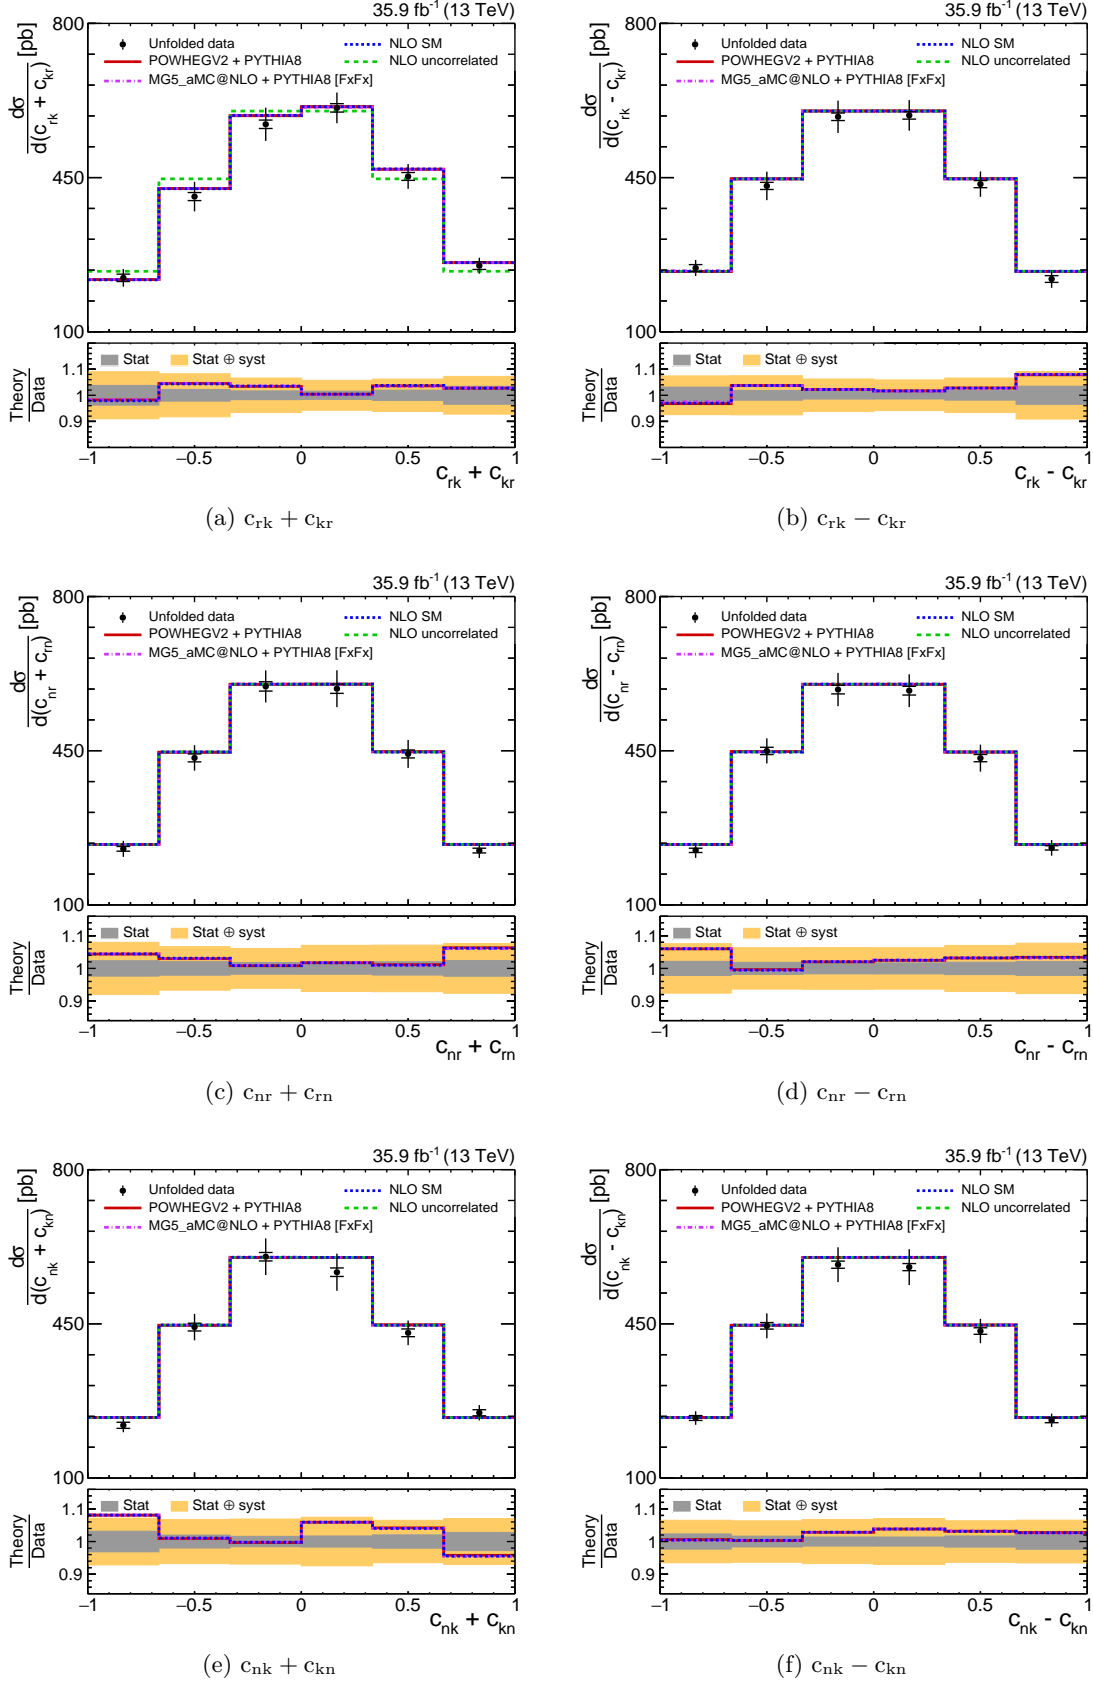 35.9 fb⁻¹ (13 TeV)
dσ / d(c_rk + c_kr) [pb]
800
450
100
Unfolded data
POWHEGV2 + PYTHIA8
MG5_aMC@NLO + PYTHIA8 [FxFx]
NLO SM
NLO uncorrelated
Theory / Data
1.1
1
0.9
Stat
Stat ⊕ syst
−1 −0.5 0 0.5 1
c_rk + c_kr
(a) c_rk + c_kr
35.9 fb⁻¹ (13 TeV)
dσ / d(c_rk - c_kr) [pb]
800
450
100
Unfolded data
POWHEGV2 + PYTHIA8
MG5_aMC@NLO + PYTHIA8 [FxFx]
NLO SM
NLO uncorrelated
Theory / Data
1.1
1
0.9
Stat
Stat ⊕ syst
−1 −0.5 0 0.5 1
c_rk - c_kr
(b) c_rk − c_kr
35.9 fb⁻¹ (13 TeV)
dσ / d(c_nr + c_rn) [pb]
800
450
100
Unfolded data
POWHEGV2 + PYTHIA8
MG5_aMC@NLO + PYTHIA8 [FxFx]
NLO SM
NLO uncorrelated
Theory / Data
1.1
1
0.9
Stat
Stat ⊕ syst
−1 −0.5 0 0.5 1
c_nr + c_rn
(c) c_nr + c_rn
35.9 fb⁻¹ (13 TeV)
dσ / d(c_nr - c_rn) [pb]
800
450
100
Unfolded data
POWHEGV2 + PYTHIA8
MG5_aMC@NLO + PYTHIA8 [FxFx]
NLO SM
NLO uncorrelated
Theory / Data
1.1
1
0.9
Stat
Stat ⊕ syst
−1 −0.5 0 0.5 1
c_nr - c_rn
(d) c_nr − c_rn
35.9 fb⁻¹ (13 TeV)
dσ / d(c_nk + c_kn) [pb]
800
450
100
Unfolded data
POWHEGV2 + PYTHIA8
MG5_aMC@NLO + PYTHIA8 [FxFx]
NLO SM
NLO uncorrelated
Theory / Data
1.1
1
0.9
Stat
Stat ⊕ syst
−1 −0.5 0 0.5 1
c_nk + c_kn
(e) c_nk + c_kn
35.9 fb⁻¹ (13 TeV)
dσ / d(c_nk - c_kn) [pb]
800
450
100
Unfolded data
POWHEGV2 + PYTHIA8
MG5_aMC@NLO + PYTHIA8 [FxFx]
NLO SM
NLO uncorrelated
Theory / Data
1.1
1
0.9
Stat
Stat ⊕ syst
−1 −0.5 0 0.5 1
c_nk - c_kn
(f) c_nk − c_kn